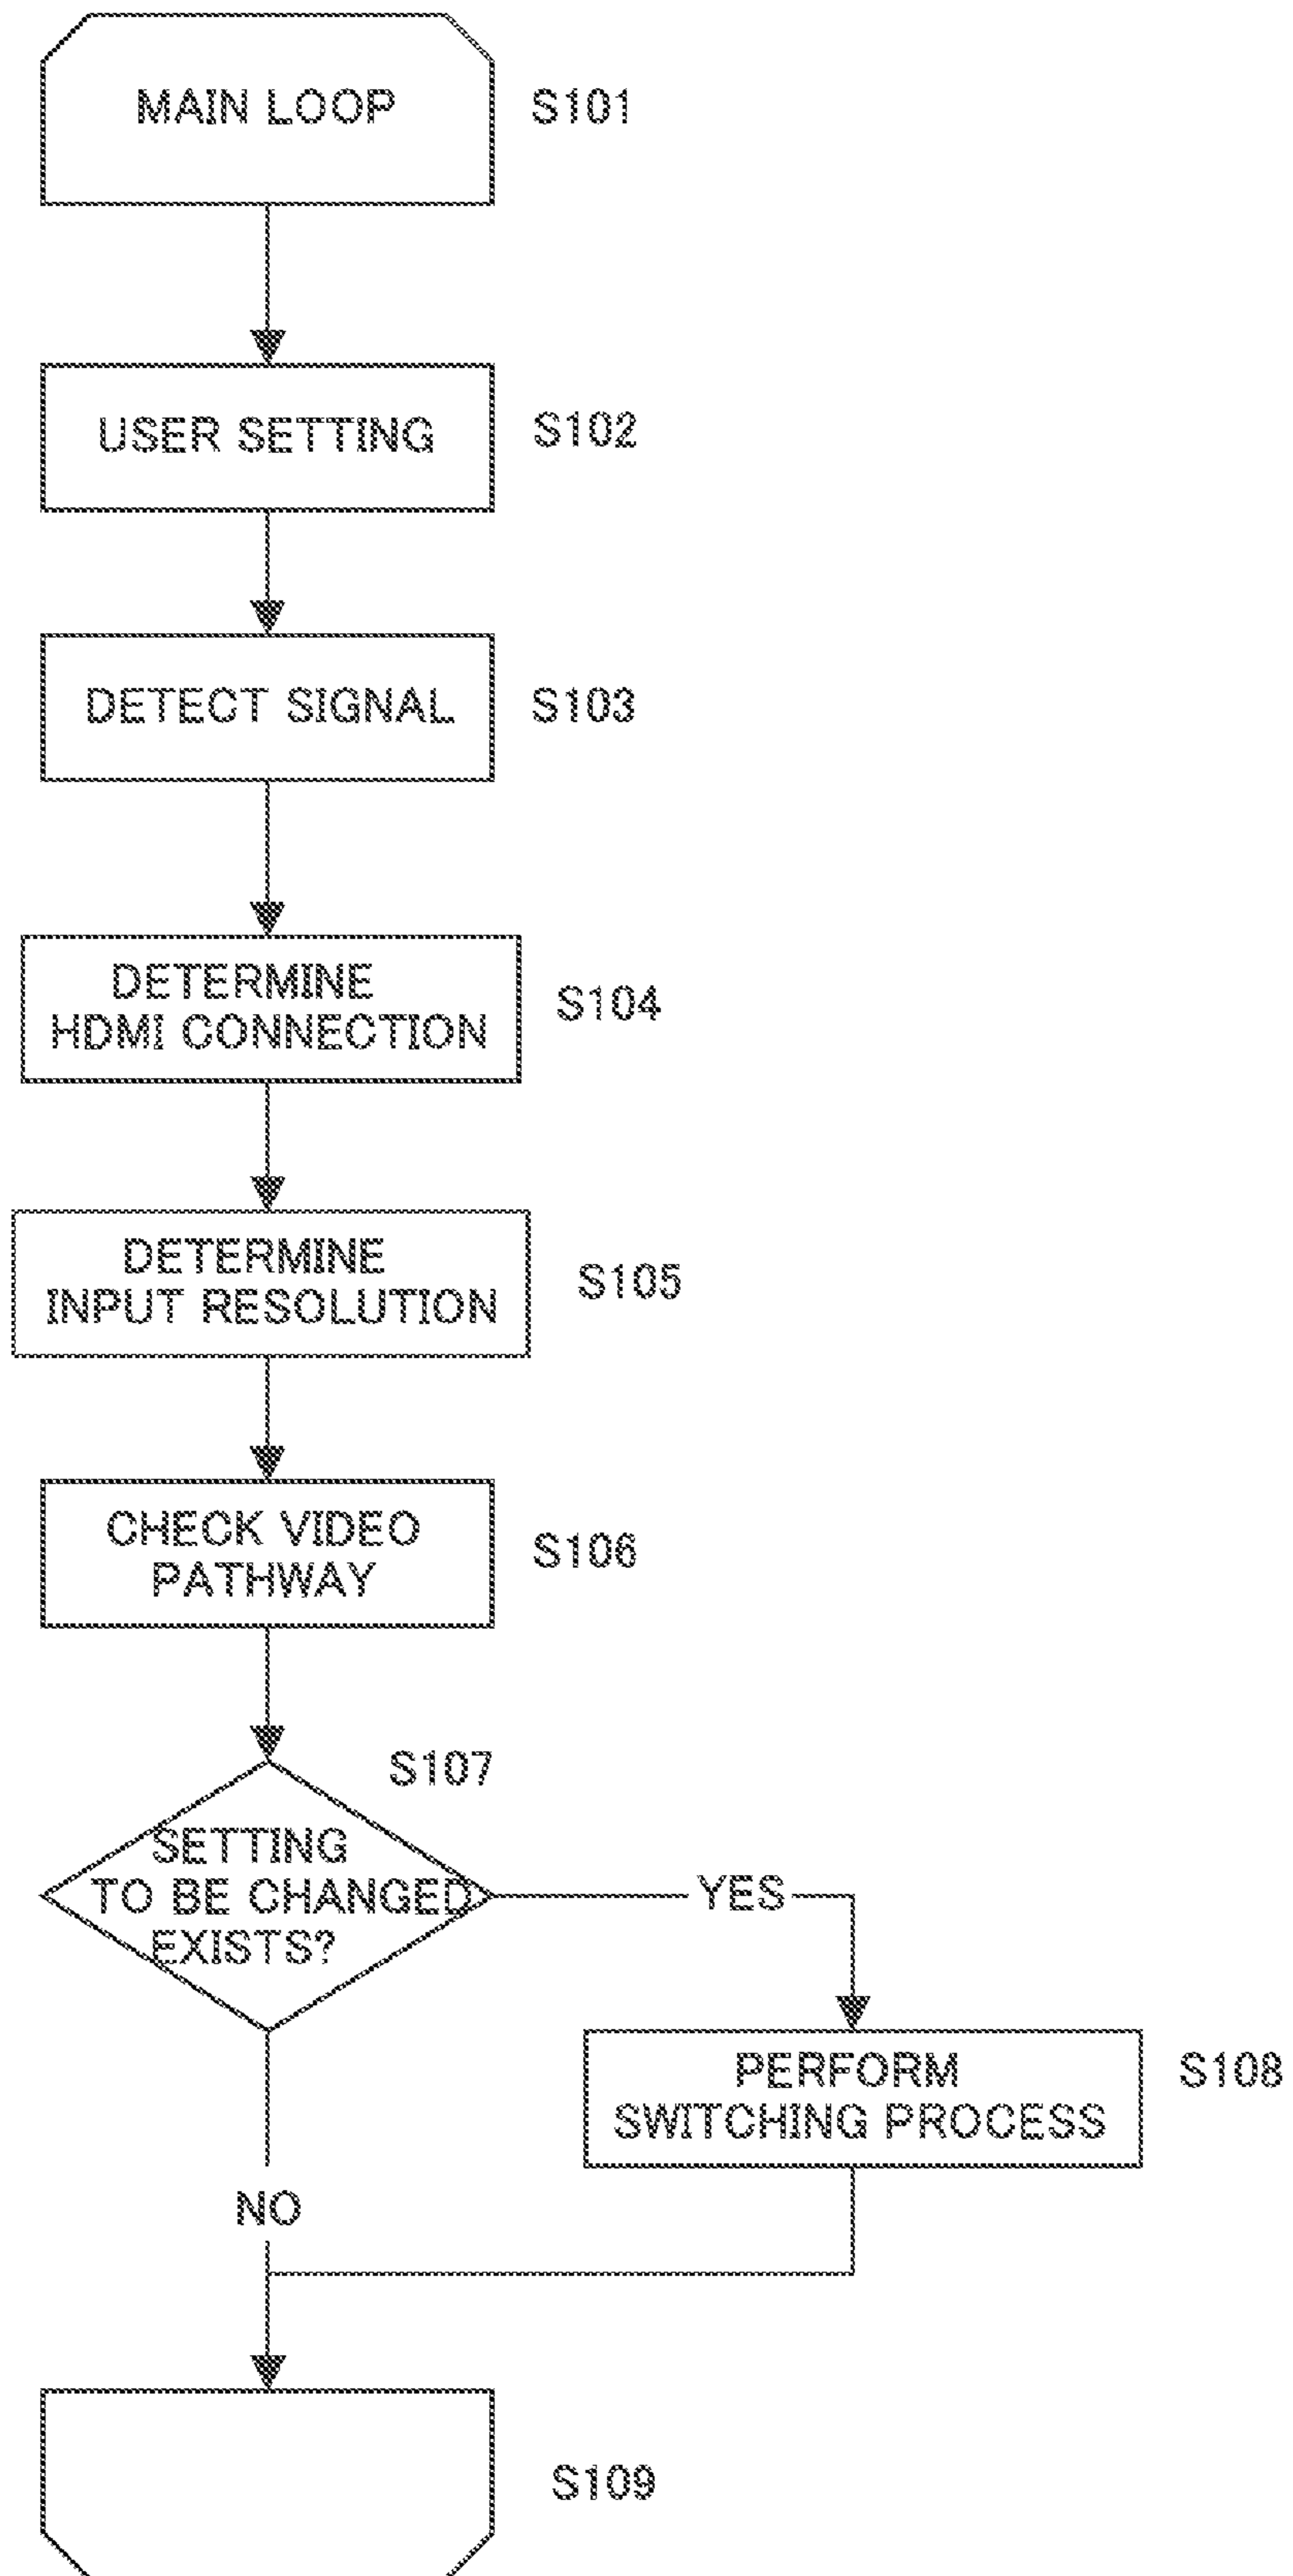 MAIN LOOP
S101
USER SETTING
S102
DETECT SIGNAL
S103
DETERMINE
HDMI CONNECTION
S104
DETERMINE
INPUT RESOLUTION
S105
CHECK VIDEO
PATHWAY
S106
S107
SETTING
TO BE CHANGED
EXISTS?
YES
PERFORM
SWITCHING PROCESS
S108
NO
S109